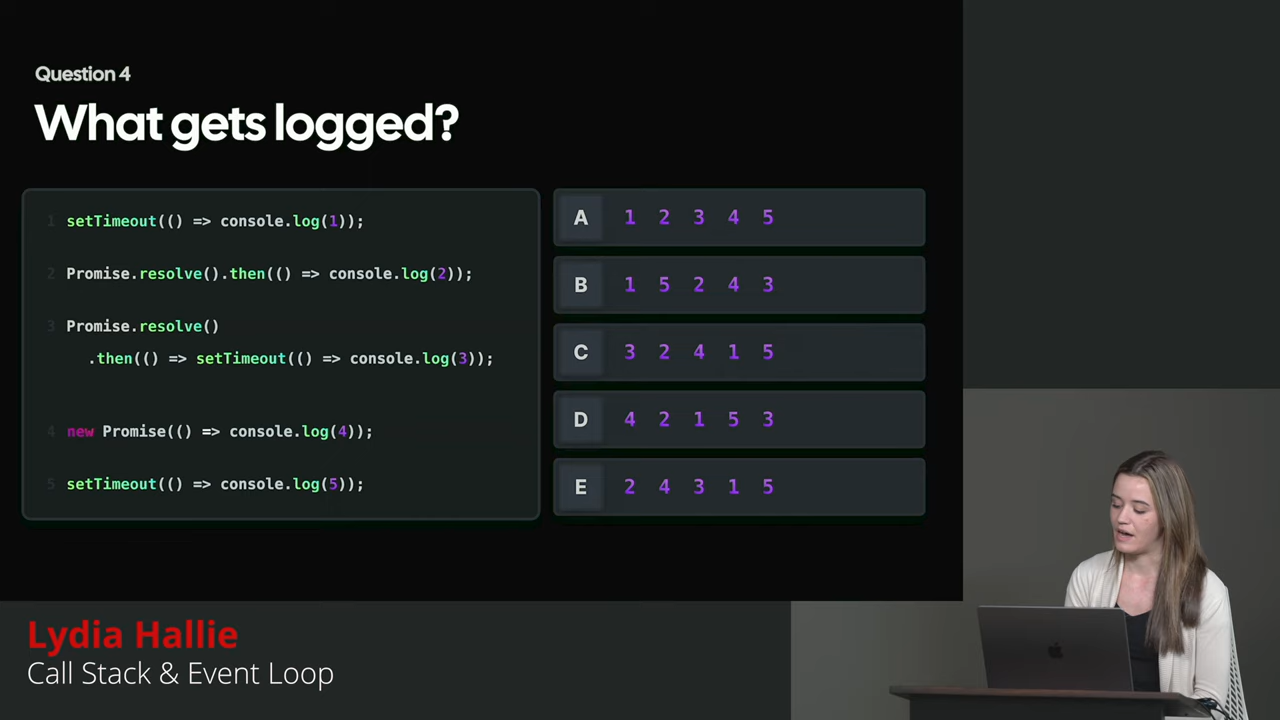 Question 4
What gets logged?
1 setTimeout(() => console.log(1));
2 Promise.resolve().then(() => console.log(2));
3 Promise.resolve()
.then(() => setTimeout(() => console.log(3));
4 new Promise(() => console.log(4));
5 setTimeout(() => console.log(5));
A 1 2 3 4 5
B 1 5 2 4 3
C 3 2 4 1 5
D 4 2 1 5 3
E 2 4 3 1 5
Lydia Hallie
Call Stack & Event Loop